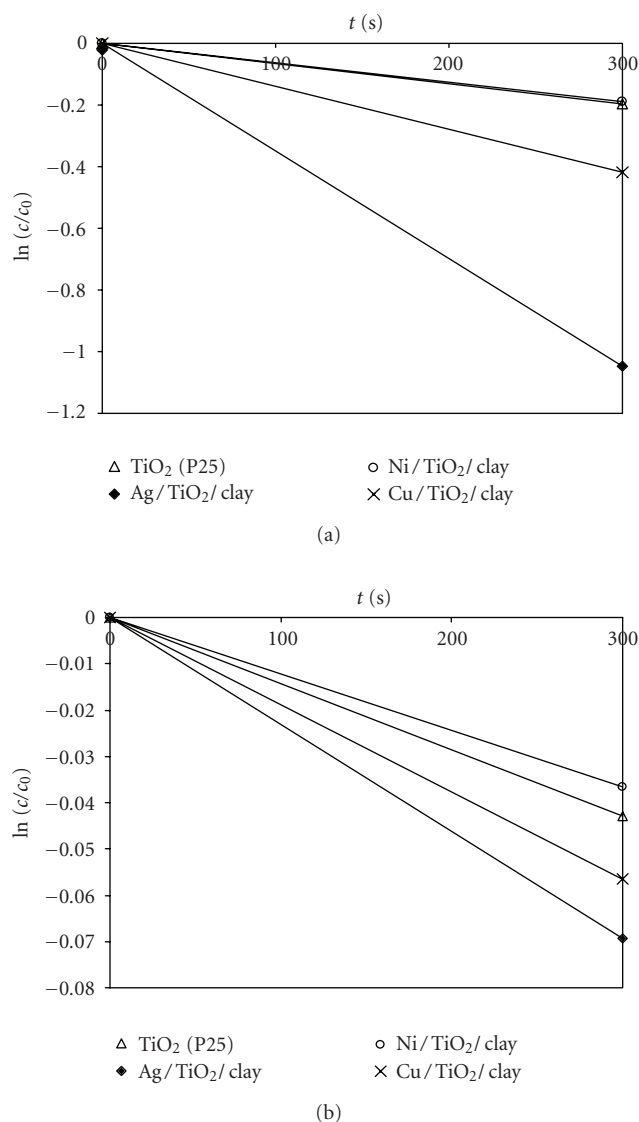 t (s)
0 100 200 300
0
−0.2
−0.4
−0.6
−0.8
−1
−1.2
ln (c/c₀)
TiO₂ (P25) Ni/TiO₂/clay
Ag/TiO₂/clay Cu/TiO₂/clay
(a)
t (s)
0 100 200 300
0
−0.01
−0.02
−0.03
−0.04
−0.05
−0.06
−0.07
−0.08
ln (c/c₀)
TiO₂ (P25) Ni/TiO₂/clay
Ag/TiO₂/clay Cu/TiO₂/clay
(b)